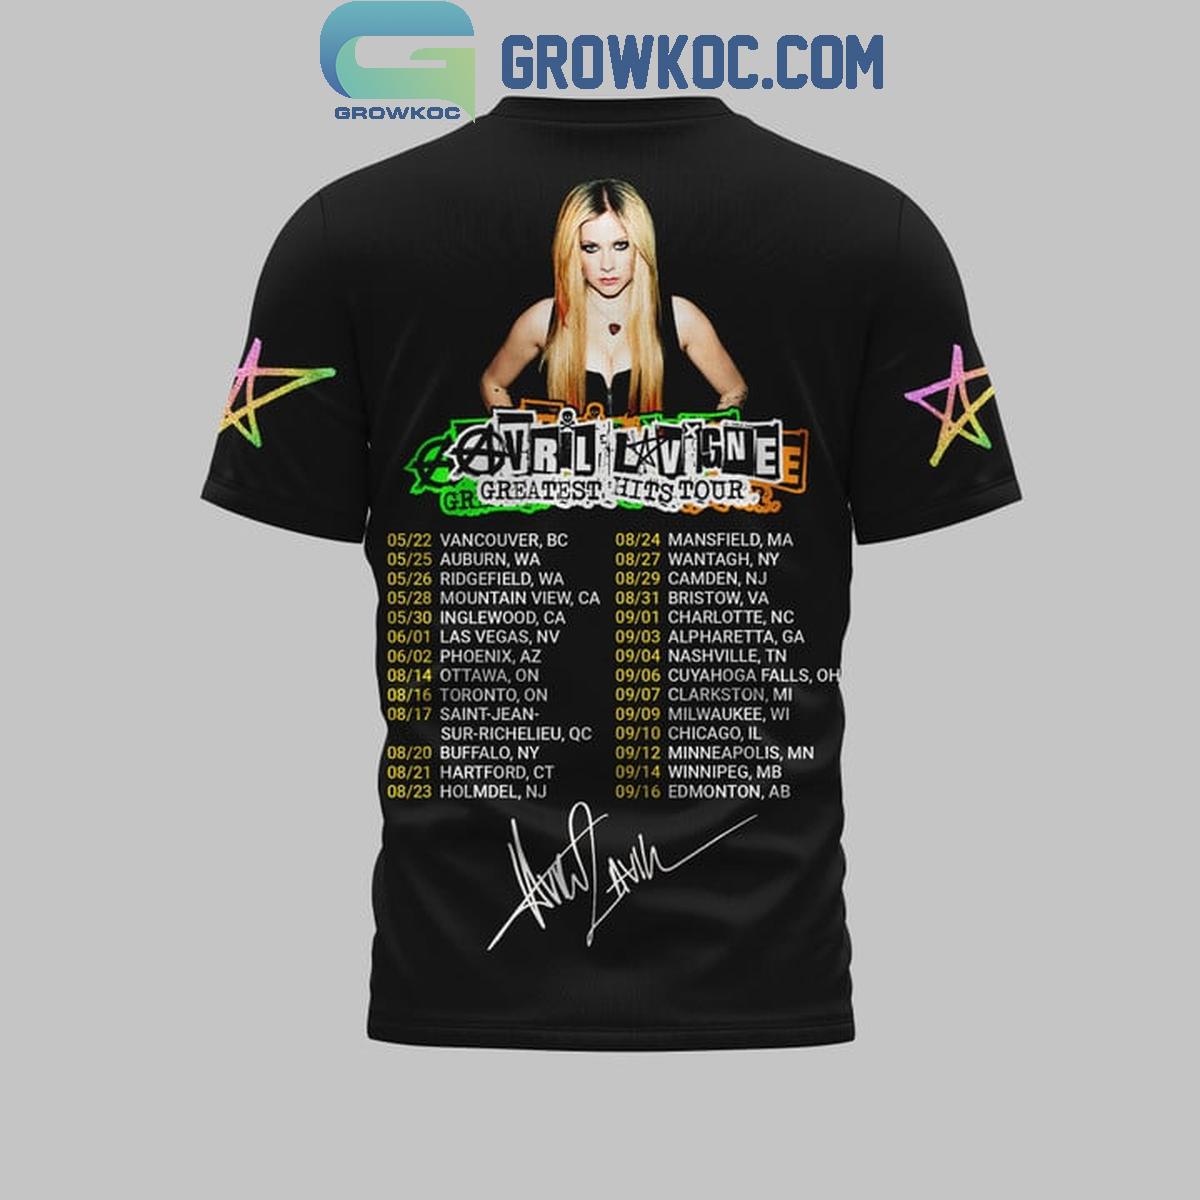 GROWKOC.COM
GROWKOC
AVRIL LAVIGNE
GREATEST HITS TOUR
05/22 VANCOUVER, BC
05/25 AUBURN, WA
05/26 RIDGEFIELD, WA
05/28 MOUNTAIN VIEW, CA
05/30 INGLEWOOD, CA
06/01 LAS VEGAS, NV
06/02 PHOENIX, AZ
08/14 OTTAWA, ON
08/16 TORONTO, ON
08/17 SAINT-JEAN-
SUR-RICHELIEU, QC
08/20 BUFFALO, NY
08/21 HARTFORD, CT
08/23 HOLMDEL, NJ
08/24 MANSFIELD, MA
08/27 WANTAGH, NY
08/29 CAMDEN, NJ
08/31 BRISTOW, VA
09/01 CHARLOTTE, NC
09/03 ALPHARETTA, GA
09/04 NASHVILLE, TN
09/06 CUYAHOGA FALLS, OH
09/07 CLARKSTON, MI
09/09 MILWAUKEE, WI
09/10 CHICAGO, IL
09/12 MINNEAPOLIS, MN
09/14 WINNIPEG, MB
09/16 EDMONTON, AB